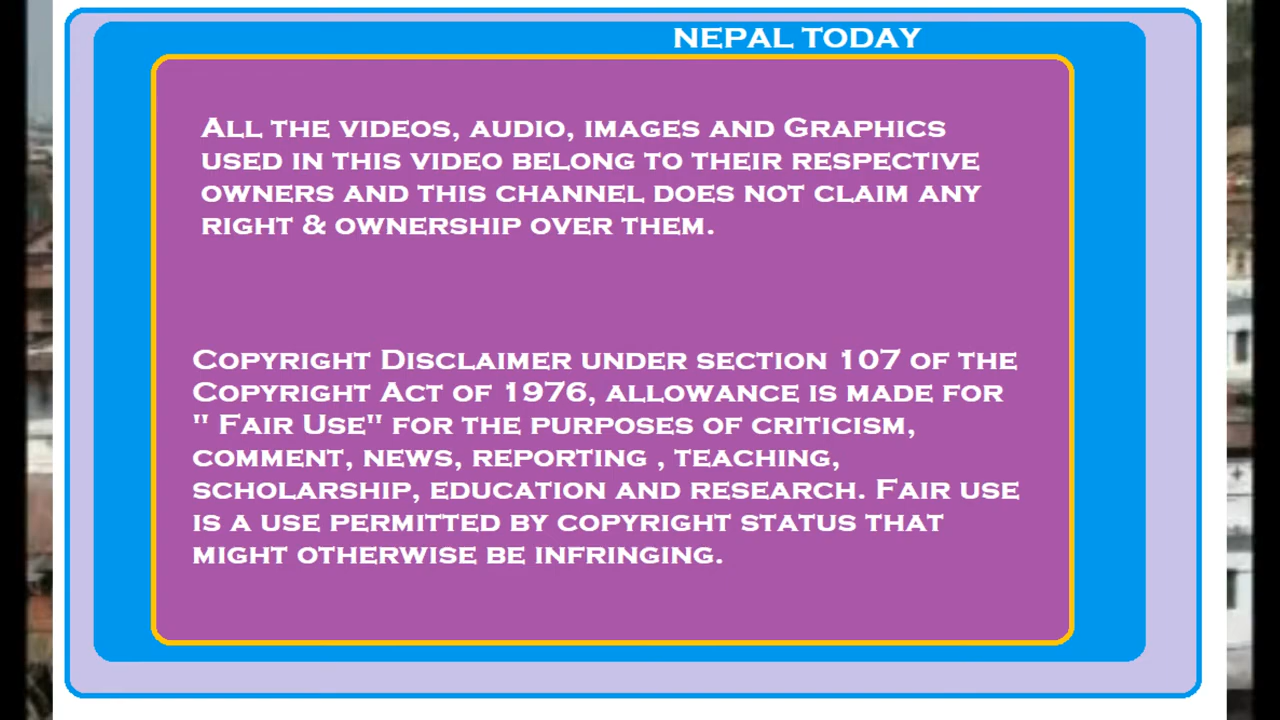 NEPAL TODAY
ALL THE VIDEOS, AUDIO, IMAGES AND GRAPHICS
USED IN THIS VIDEO BELONG TO THEIR RESPECTIVE
OWNERS AND THIS CHANNEL DOES NOT CLAIM ANY
RIGHT & OWNERSHIP OVER THEM.
COPYRIGHT DISCLAIMER UNDER SECTION 107 OF THE
COPYRIGHT ACT OF 1976, ALLOWANCE IS MADE FOR
" FAIR USE" FOR THE PURPOSES OF CRITICISM,
COMMENT, NEWS, REPORTING , TEACHING,
SCHOLARSHIP, EDUCATION AND RESEARCH. FAIR USE
IS A USE PERMITTED BY COPYRIGHT STATUS THAT
MIGHT OTHERWISE BE INFRINGING.